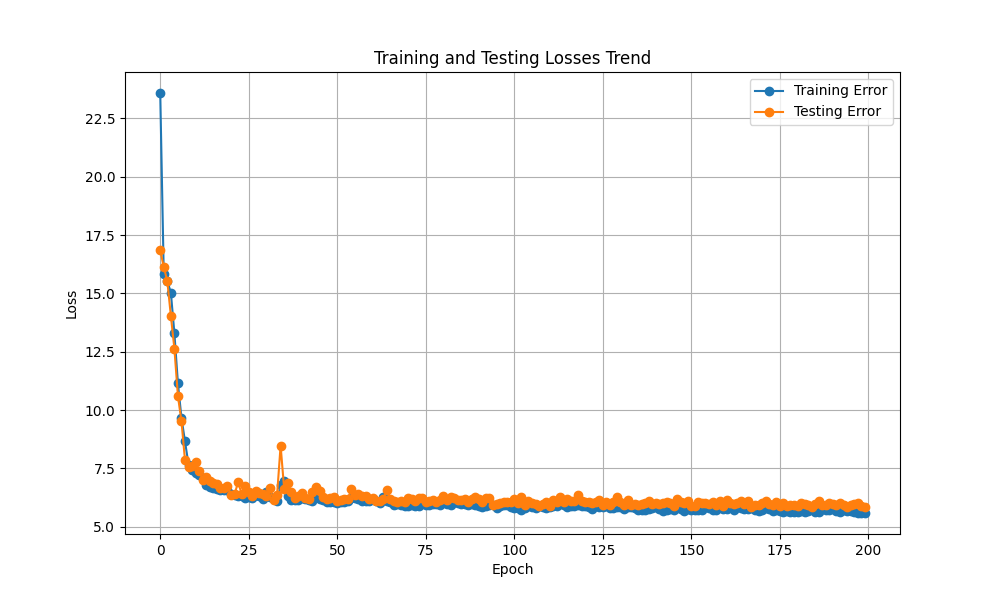 Training and Testing Losses Trend
Training Error
Testing Error
Loss
22.5
20.0
17.5
15.0
12.5
10.0
7.5
5.0
0 25 50 75 100 125 150 175 200
Epoch